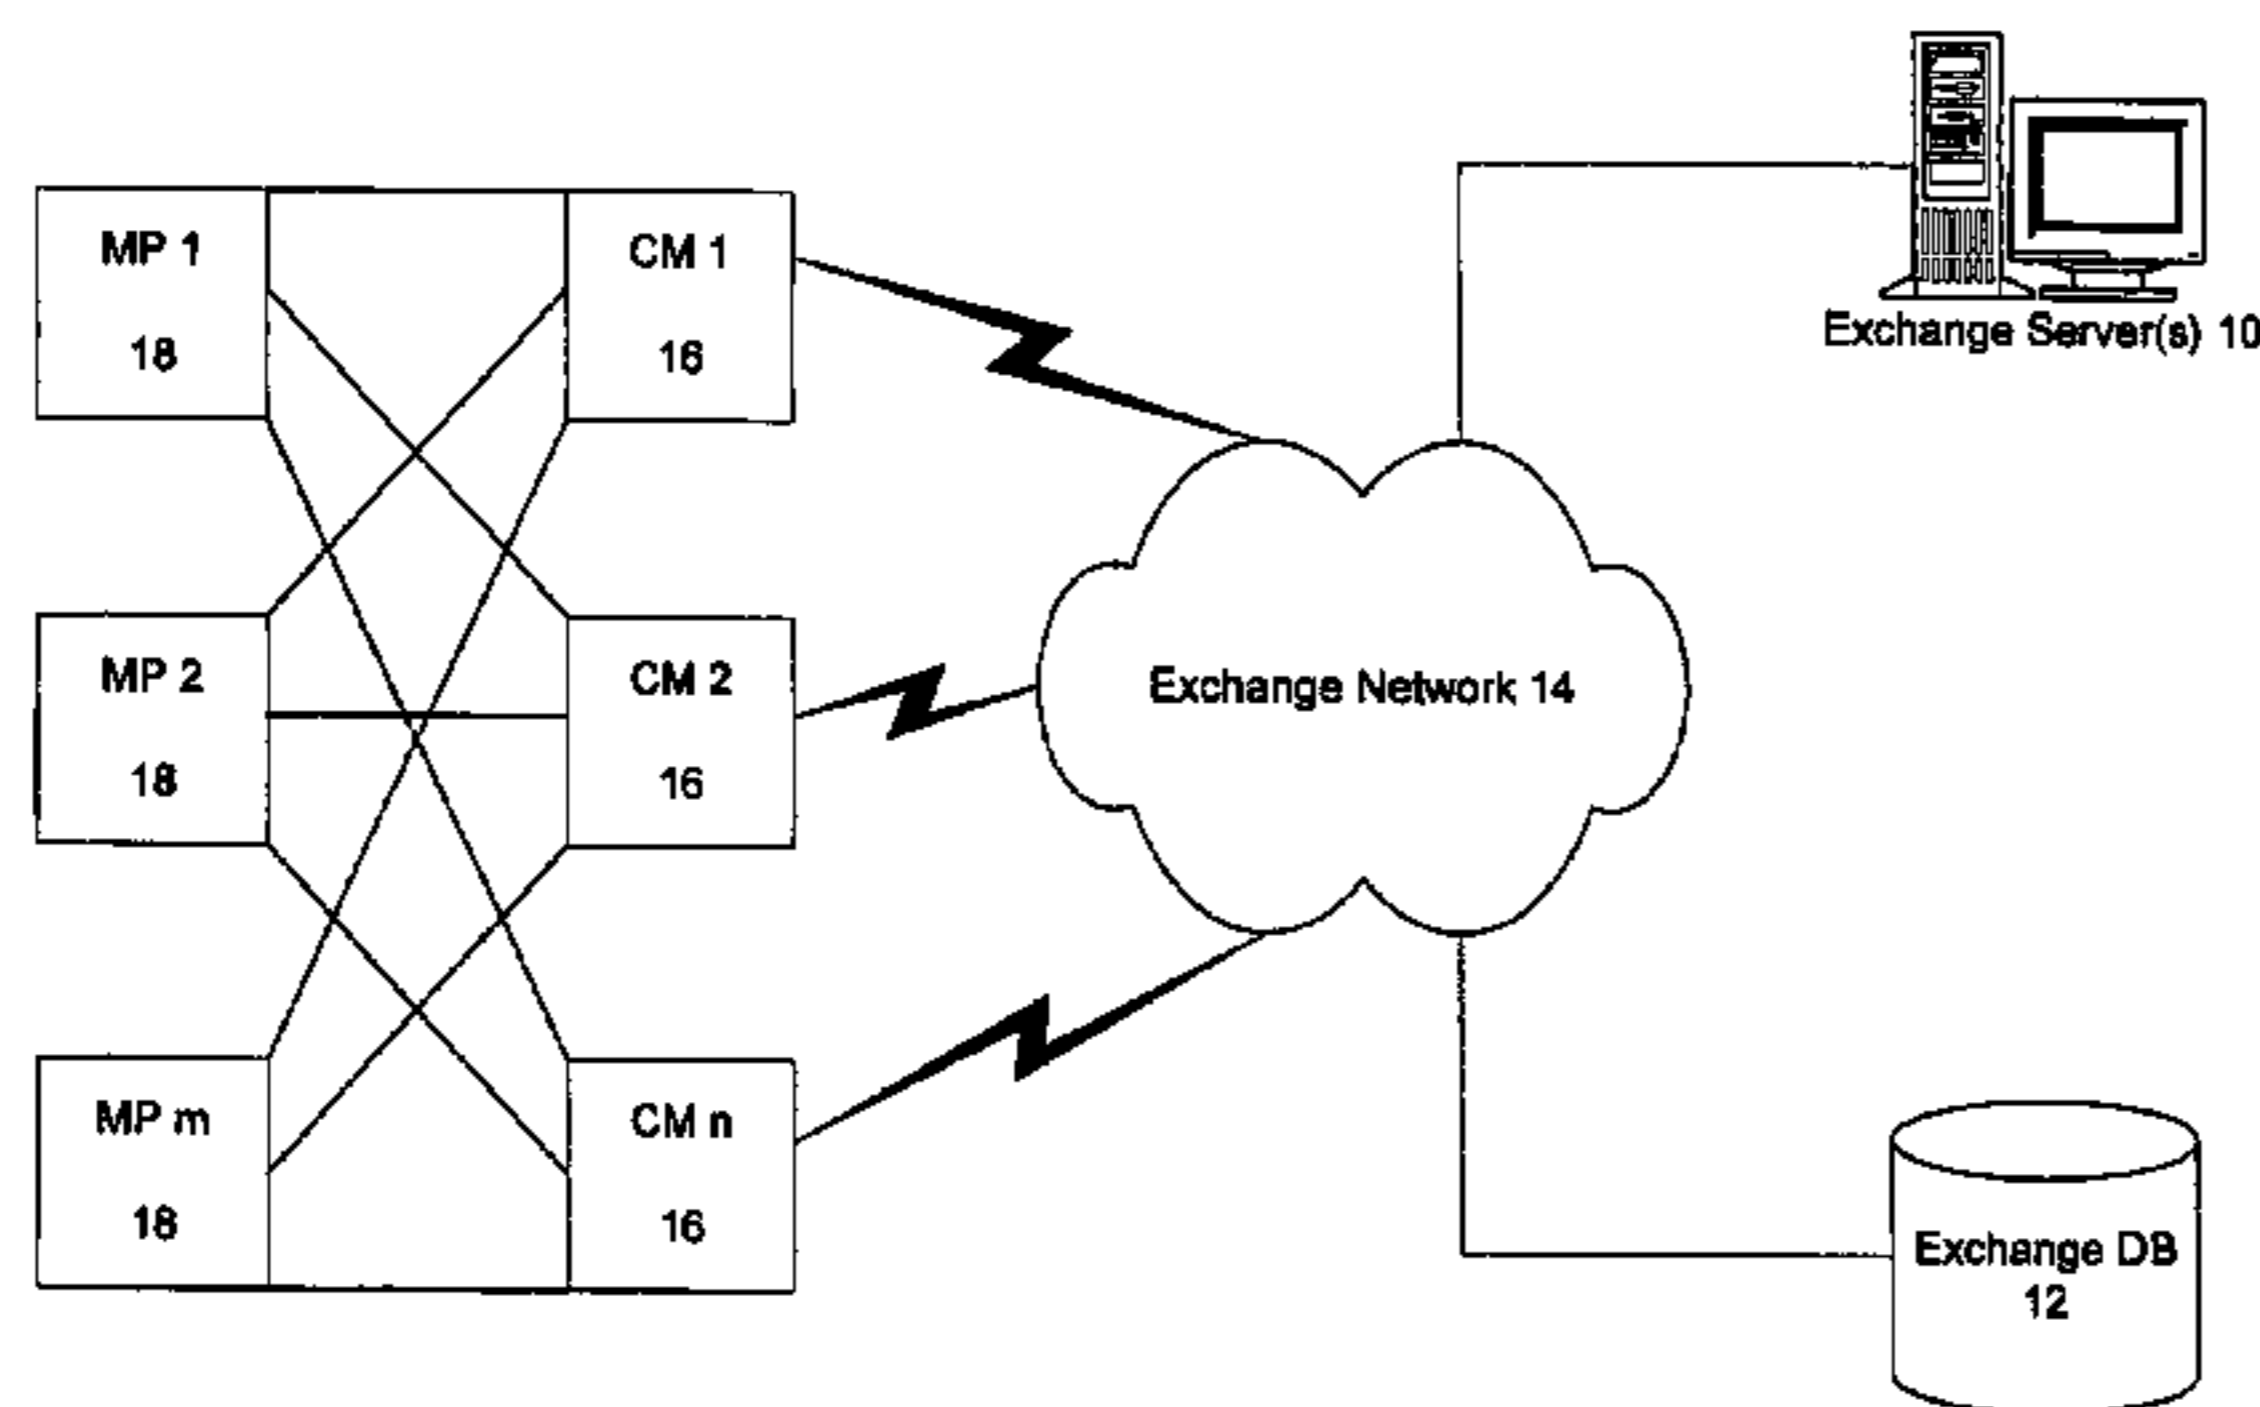 MP 1
18
CM 1
16
Exchange Server(s) 10
MP 2
18
CM 2
16
Exchange Network 14
MP m
18
CM n
16
Exchange DB
12